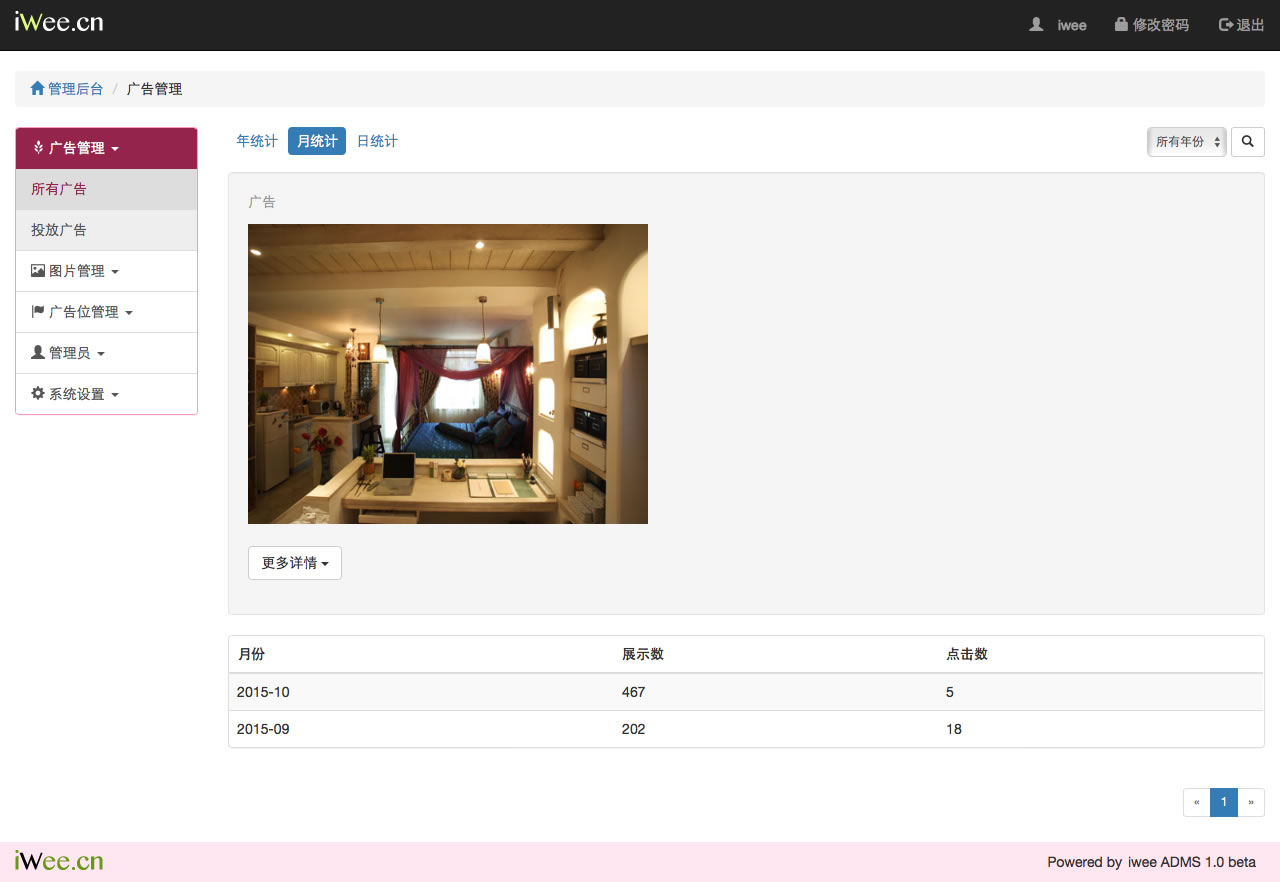 iWee.cn
iwee 修改密码 退出
管理后台 / 广告管理
广告管理
所有广告
投放广告
图片管理
广告位管理
管理员
系统设置
年统计 月统计 日统计
所有年份
广告
更多详情
月份 展示数 点击数
2015-10 467 5
2015-09 202 18
« 1 »
iWee.cn
Powered by iwee ADMS 1.0 beta